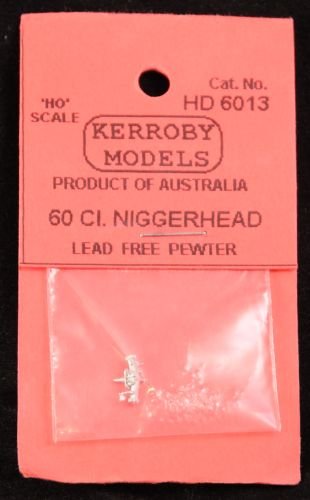 Cat. No.
HD 6013
'HO'
SCALE
KERROBY
MODELS
PRODUCT OF AUSTRALIA
60 Cl. NIGGERHEAD
LEAD FREE PEWTER